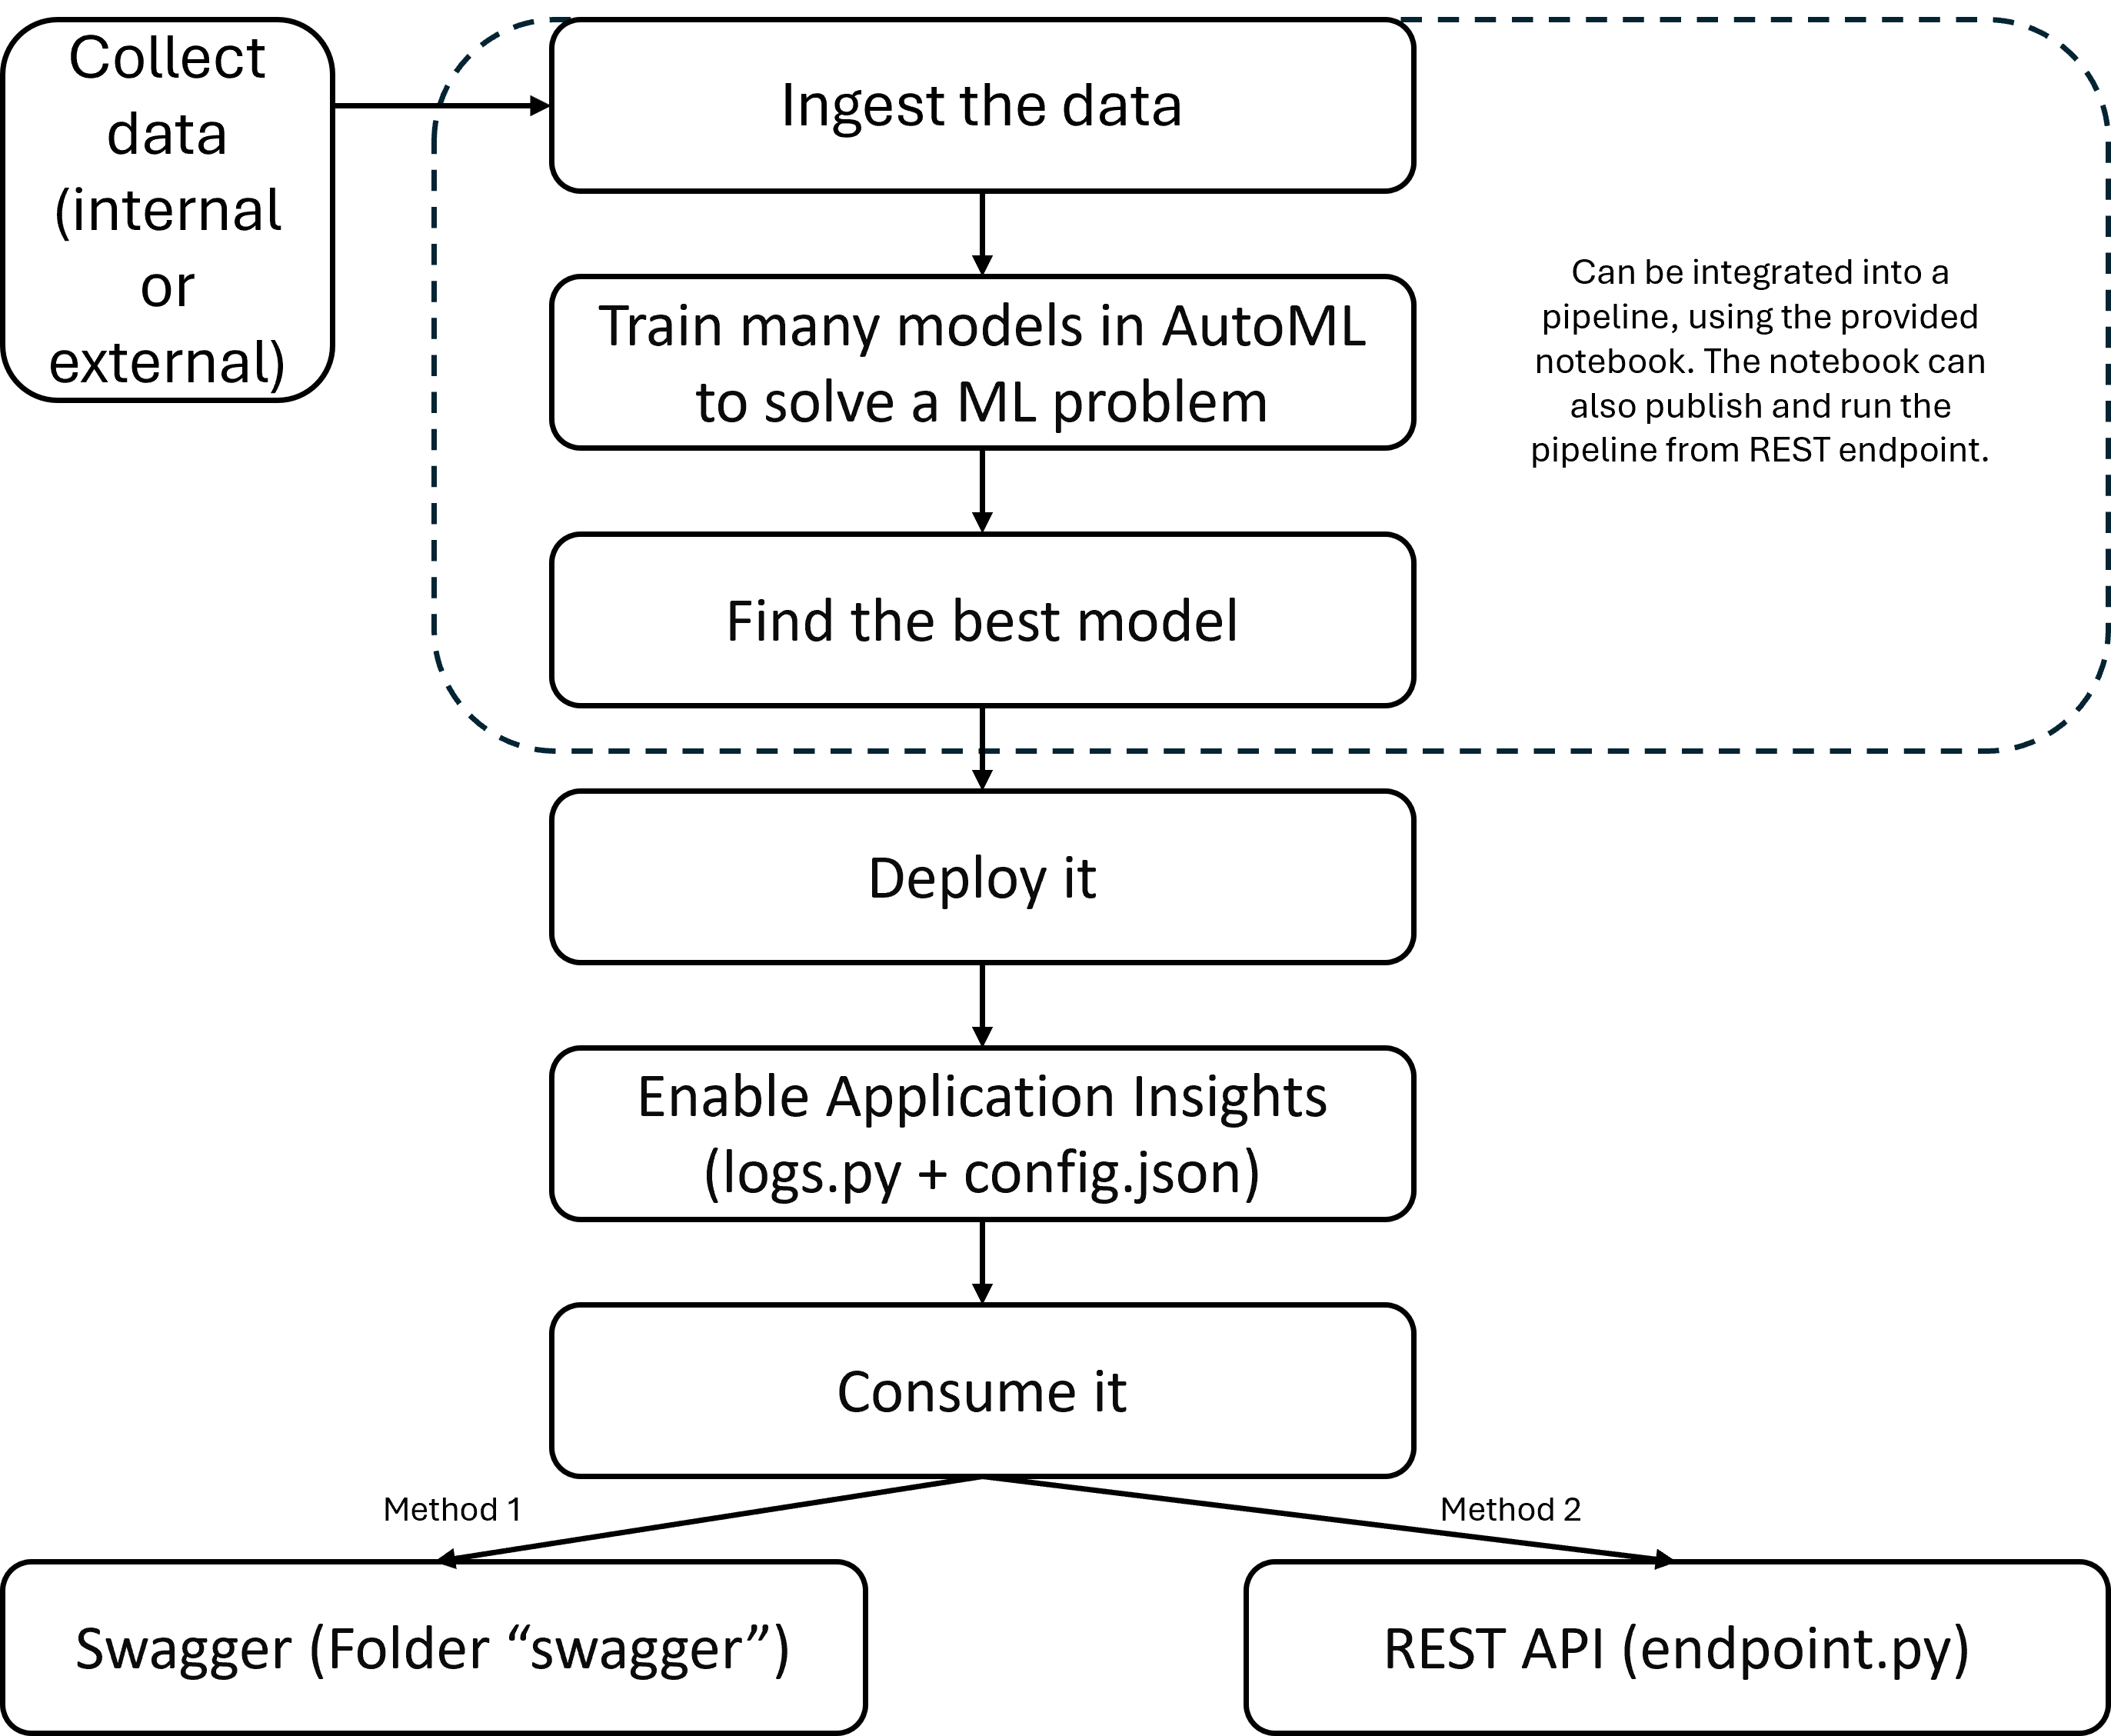 Collect
data
(internal
or
external)
Ingest the data
Train many models in AutoML
to solve a ML problem
Can be integrated into a
pipeline, using the provided
notebook. The notebook can
also publish and run the
pipeline from REST endpoint.
Find the best model
Deploy it
Enable Application Insights
(logs.py + config.json)
Consume it
Method 1
Method 2
Swagger (Folder “swagger”)
REST API (endpoint.py)